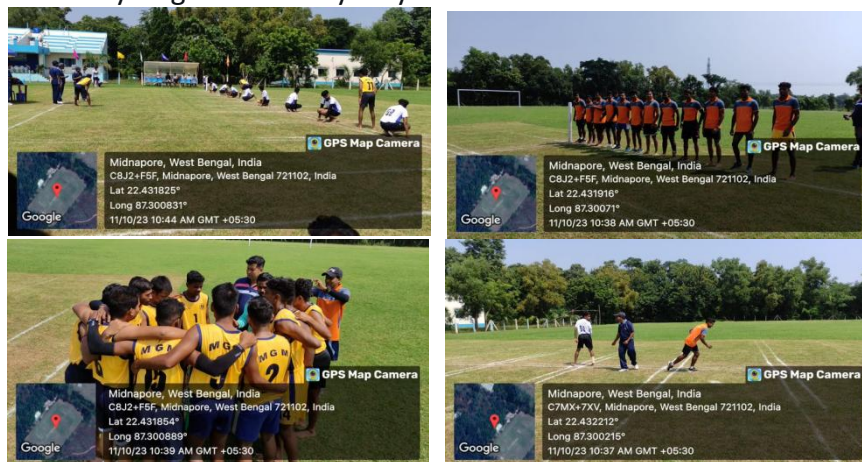 GPS Map Camera
Midnapore, West Bengal, India
C8J2+F5F, Midnapore, West Bengal 721102, India
Lat 22.431825°
Long 87.300831°
11/10/23 10:44 AM GMT +05:30
Google
GPS Map Camera
Midnapore, West Bengal, India
C8J2+F5F, Midnapore, West Bengal 721102, India
Lat 22.431916°
Long 87.30071°
11/10/23 10:38 AM GMT +05:30
Google
MGM
MGM
2
GPS Map Camera
Midnapore, West Bengal, India
C8J2+F5F, Midnapore, West Bengal 721102, India
Lat 22.431854°
Long 87.300889°
11/10/23 10:39 AM GMT +05:30
Google
GPS Map Camera
Midnapore, West Bengal, India
C7MX+7XV, Midnapore, West Bengal 721102, India
Lat 22.432212°
Long 87.300215°
11/10/23 10:37 AM GMT +05:30
Google